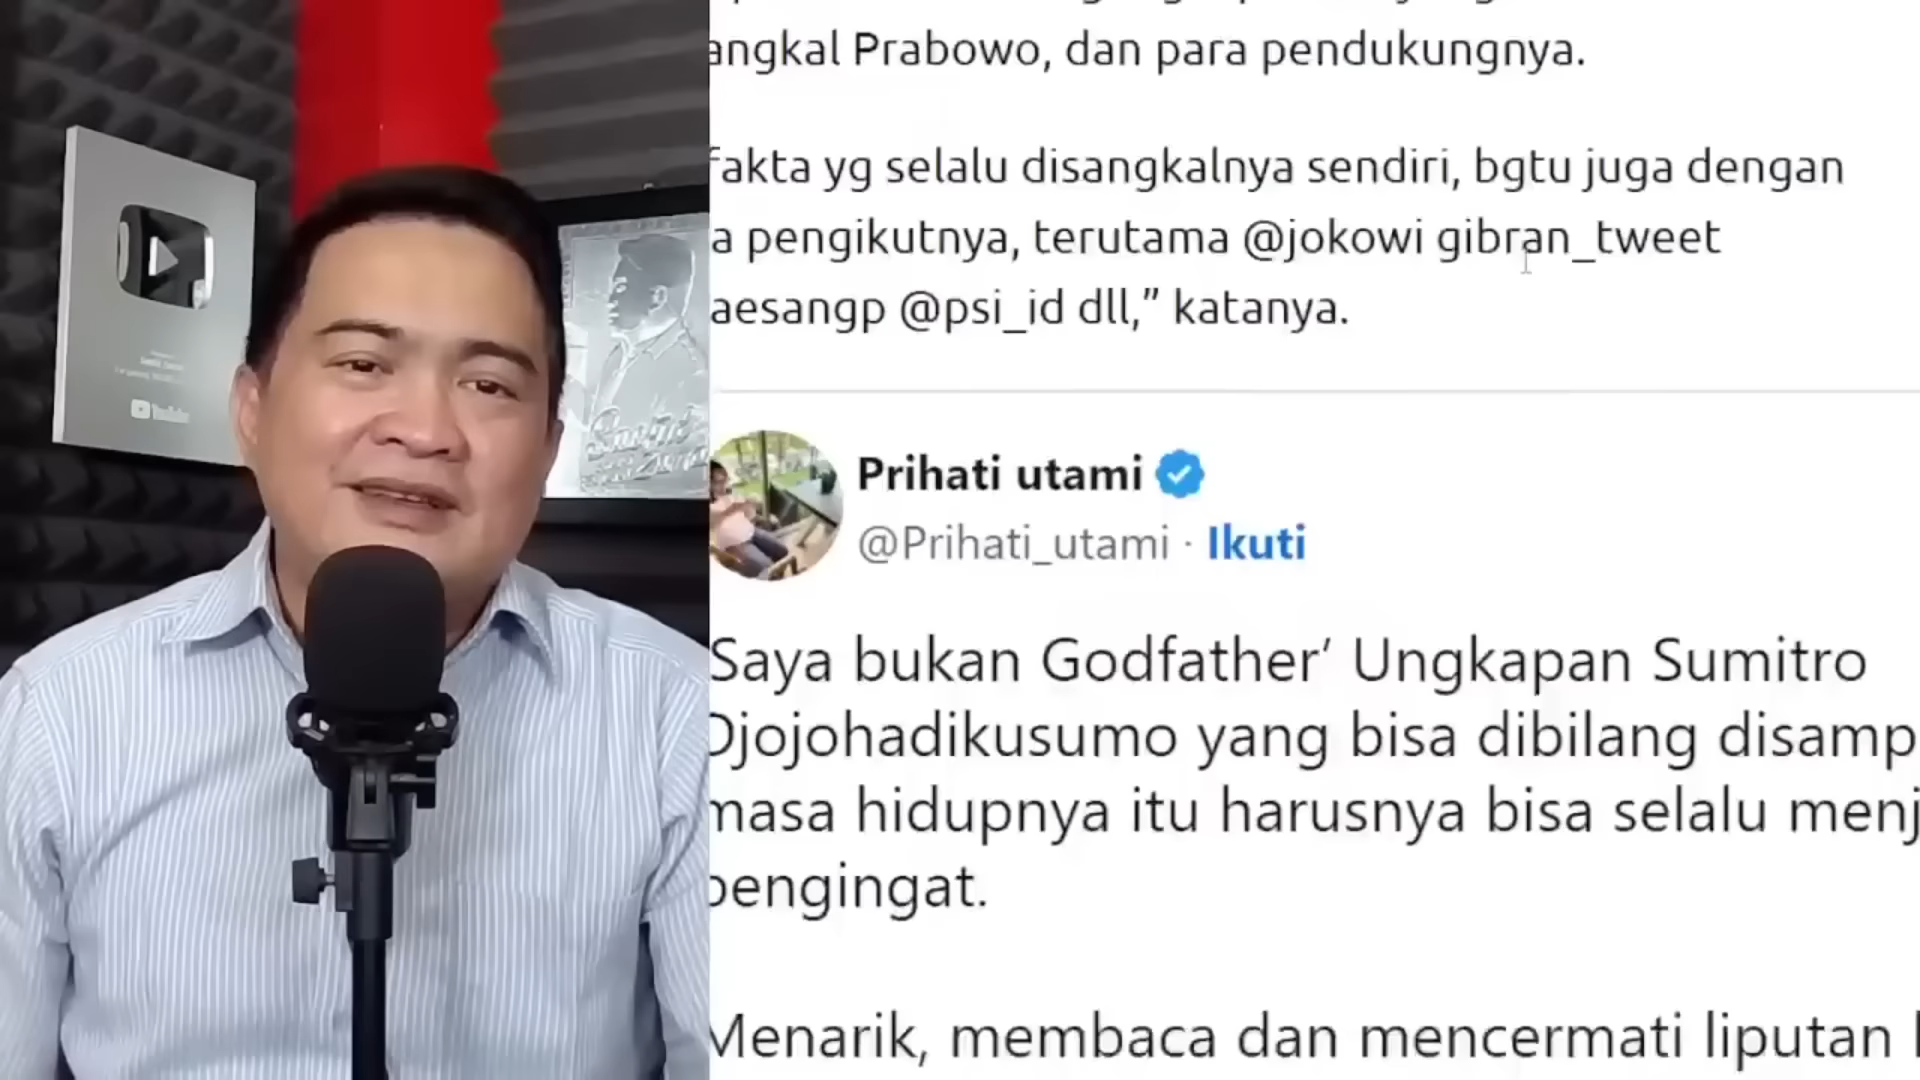 angkal Prabowo, dan para pendukungnya.
fakta yg selalu disangkalnya sendiri, bgtu juga dengan
a pengikutnya, terutama @jokowi gibran_tweet
aesangp @psi_id dll,” katanya.
Prihati utami
@Prihati_utami · Ikuti
Saya bukan Godfather’ Ungkapan Sumitro
Djojohadikusumo yang bisa dibilang disamp
masa hidupnya itu harusnya bisa selalu menj
pengingat.
Menarik, membaca dan mencermati liputan
YouTube